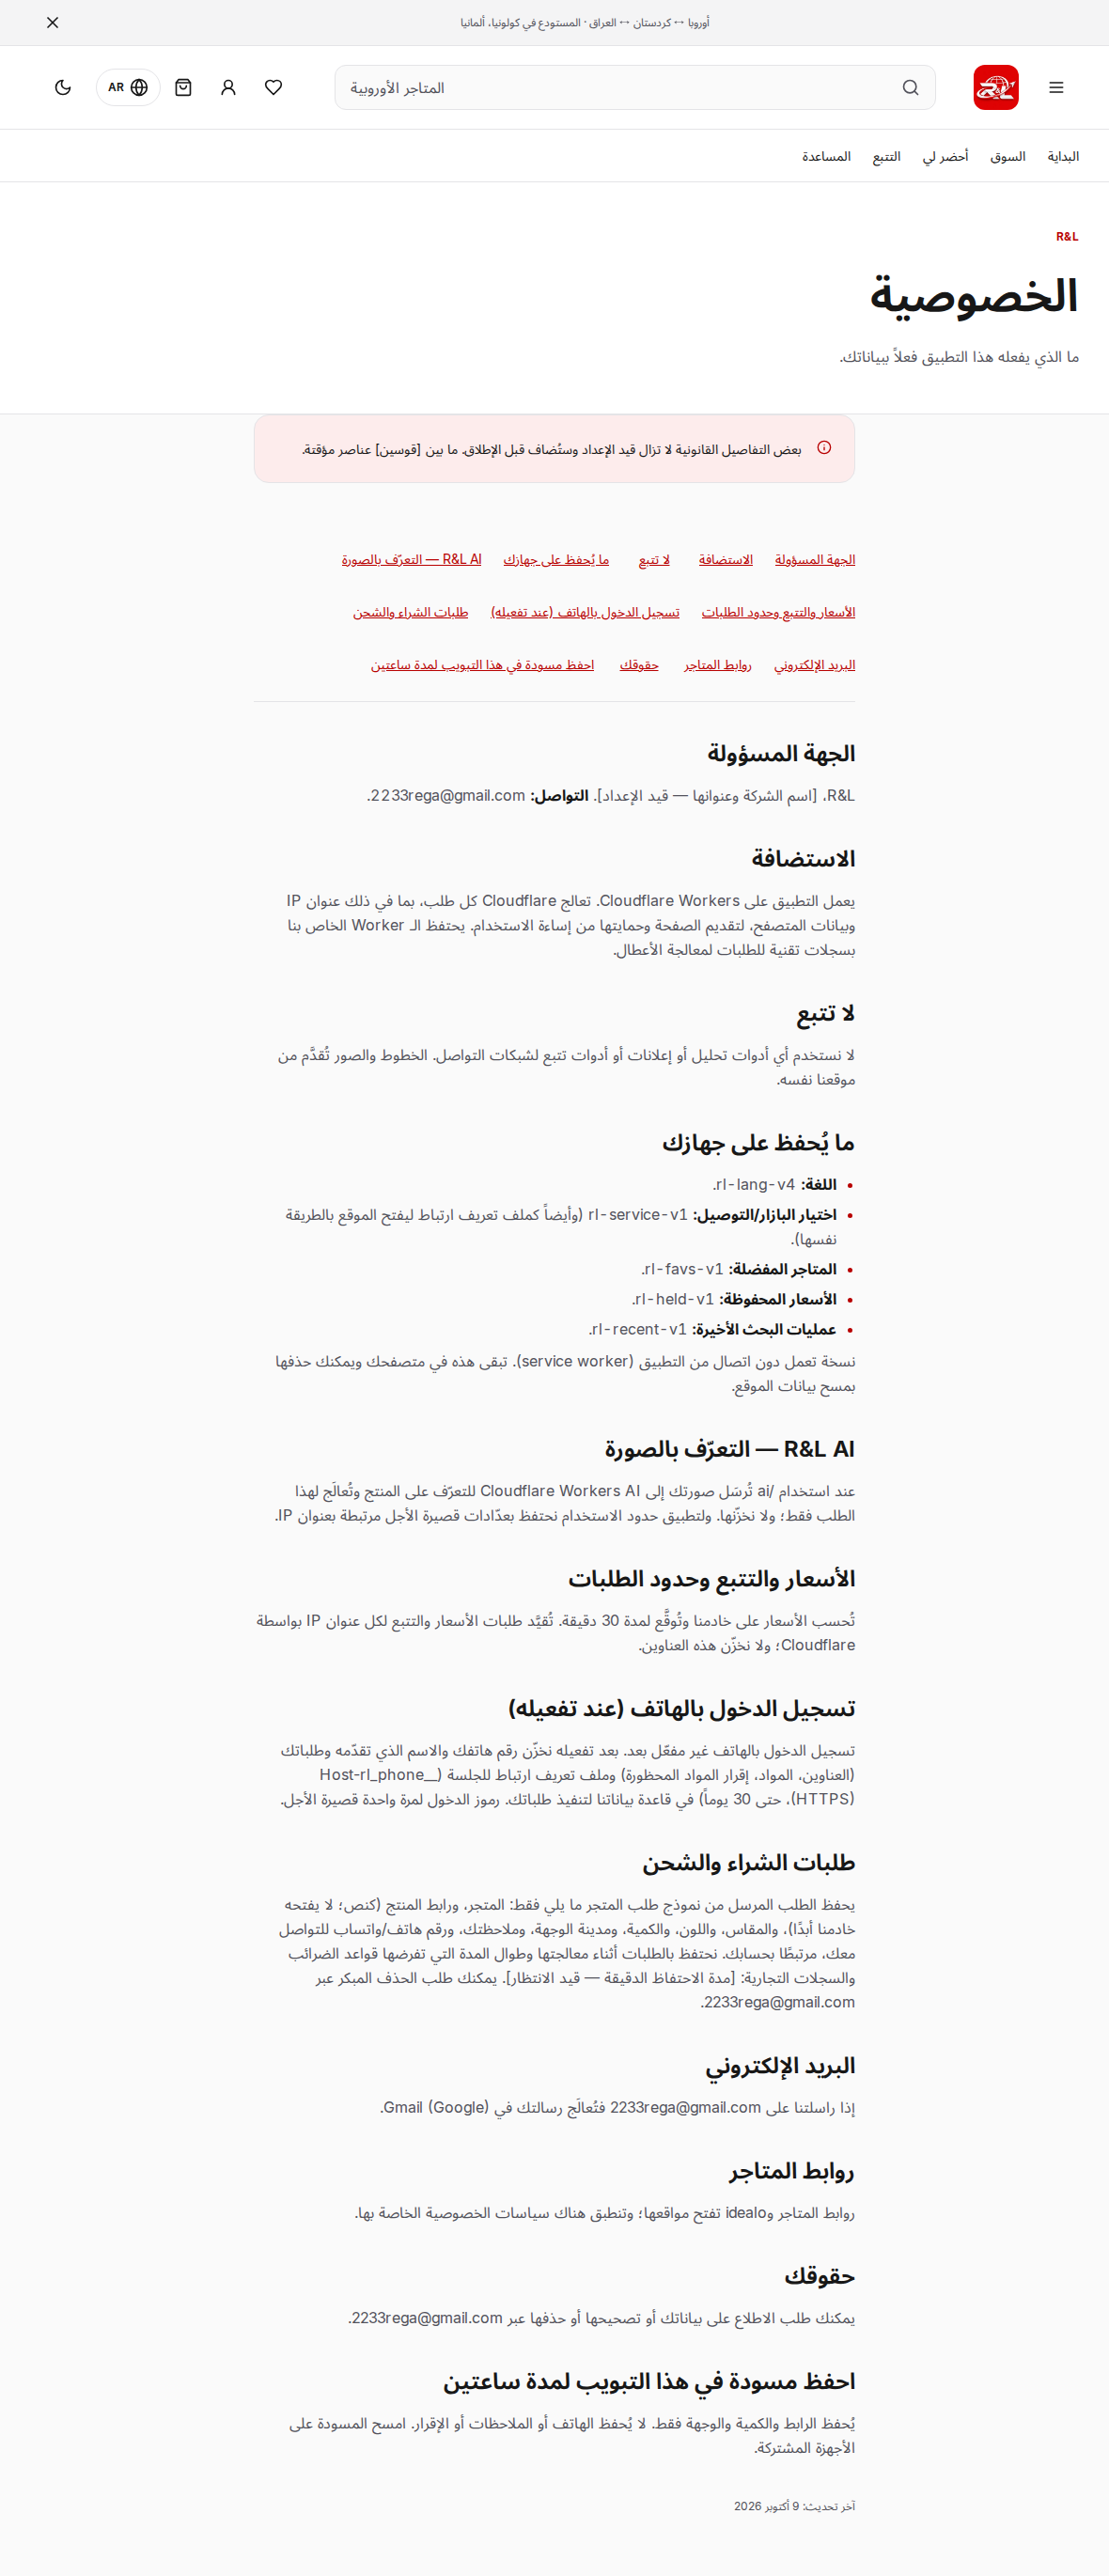 أوروبا ↔ كردستان ↔ العراق · المستودع في كولونيا، ألمانيا
R&L
المتاجر الأوروبية
AR
البداية
السوق
أحضر لي
التتبع
المساعدة
R&L
الخصوصية
ما الذي يفعله هذا التطبيق فعلاً ببياناتك.
بعض التفاصيل القانونية لا تزال قيد الإعداد وستُضاف قبل الإطلاق. ما بين [قوسين] عناصر مؤقتة.
الجهة المسؤولة الاستضافة لا تتبع ما يُحفظ على جهازك R&L AI — التعرّف بالصورة
الأسعار والتتبع وحدود الطلبات تسجيل الدخول بالهاتف (عند تفعيله) طلبات الشراء والشحن
البريد الإلكتروني روابط المتاجر حقوقك احفظ مسودة في هذا التبويب لمدة ساعتين
الجهة المسؤولة
R&L، [اسم الشركة وعنوانها — قيد الإعداد]. التواصل: 2233rega@gmail.com.
الاستضافة
يعمل التطبيق على Cloudflare Workers. تعالج Cloudflare كل طلب، بما في ذلك عنوان IP
وبيانات المتصفح، لتقديم الصفحة وحمايتها من إساءة الاستخدام. يحتفظ الـ Worker الخاص بنا
بسجلات تقنية للطلبات لمعالجة الأعطال.
لا تتبع
لا نستخدم أي أدوات تحليل أو إعلانات أو أدوات تتبع لشبكات التواصل. الخطوط والصور تُقدَّم من
موقعنا نفسه.
ما يُحفظ على جهازك
• اللغة: rl-lang-v4.
• اختيار البازار/التوصيل: rl-service-v1 (وأيضاً كملف تعريف ارتباط ليفتح الموقع بالطريقة
نفسها).
• المتاجر المفضلة: rl-favs-v1.
• الأسعار المحفوظة: rl-held-v1.
• عمليات البحث الأخيرة: rl-recent-v1.
نسخة تعمل دون اتصال من التطبيق (service worker). تبقى هذه في متصفحك ويمكنك حذفها
بمسح بيانات الموقع.
R&L AI — التعرّف بالصورة
عند استخدام /ai تُرسَل صورتك إلى Cloudflare Workers AI للتعرّف على المنتج وتُعالَج لهذا
الطلب فقط؛ ولا نخزّنها. ولتطبيق حدود الاستخدام نحتفظ بعدّادات قصيرة الأجل مرتبطة بعنوان IP.
الأسعار والتتبع وحدود الطلبات
تُحسب الأسعار على خادمنا وتُوقَّع لمدة 30 دقيقة. تُقيَّد طلبات الأسعار والتتبع لكل عنوان IP بواسطة
Cloudflare؛ ولا نخزّن هذه العناوين.
تسجيل الدخول بالهاتف (عند تفعيله)
تسجيل الدخول بالهاتف غير مفعّل بعد. بعد تفعيله نخزّن رقم هاتفك والاسم الذي تقدّمه وطلباتك
(العناوين، المواد، إقرار المواد المحظورة) وملف تعريف ارتباط للجلسة (__Host-rl_phone
(HTTPS)، حتى 30 يوماً) في قاعدة بياناتنا لتنفيذ طلباتك. رموز الدخول لمرة واحدة قصيرة الأجل.
طلبات الشراء والشحن
يحفظ الطلب المرسل من نموذج طلب المتجر ما يلي فقط: المتجر، ورابط المنتج (كنص؛ لا يفتحه
خادمنا أبدًا)، والمقاس، واللون، والكمية، ومدينة الوجهة، وملاحظتك، ورقم هاتف/واتساب للتواصل
معك، مرتبطًا بحسابك. نحتفظ بالطلبات أثناء معالجتها وطوال المدة التي تفرضها قواعد الضرائب
والسجلات التجارية: [مدة الاحتفاظ الدقيقة — قيد الانتظار]. يمكنك طلب الحذف المبكر عبر
2233rega@gmail.com.
البريد الإلكتروني
إذا راسلتنا على 2233rega@gmail.com فتُعالَج رسالتك في Gmail (Google).
روابط المتاجر
روابط المتاجر وidealo تفتح مواقعها؛ وتنطبق هناك سياسات الخصوصية الخاصة بها.
حقوقك
يمكنك طلب الاطلاع على بياناتك أو تصحيحها أو حذفها عبر 2233rega@gmail.com.
احفظ مسودة في هذا التبويب لمدة ساعتين
يُحفظ الرابط والكمية والوجهة فقط. لا يُحفظ الهاتف أو الملاحظات أو الإقرار. امسح المسودة على
الأجهزة المشتركة.
آخر تحديث: 9 أكتوبر 2026